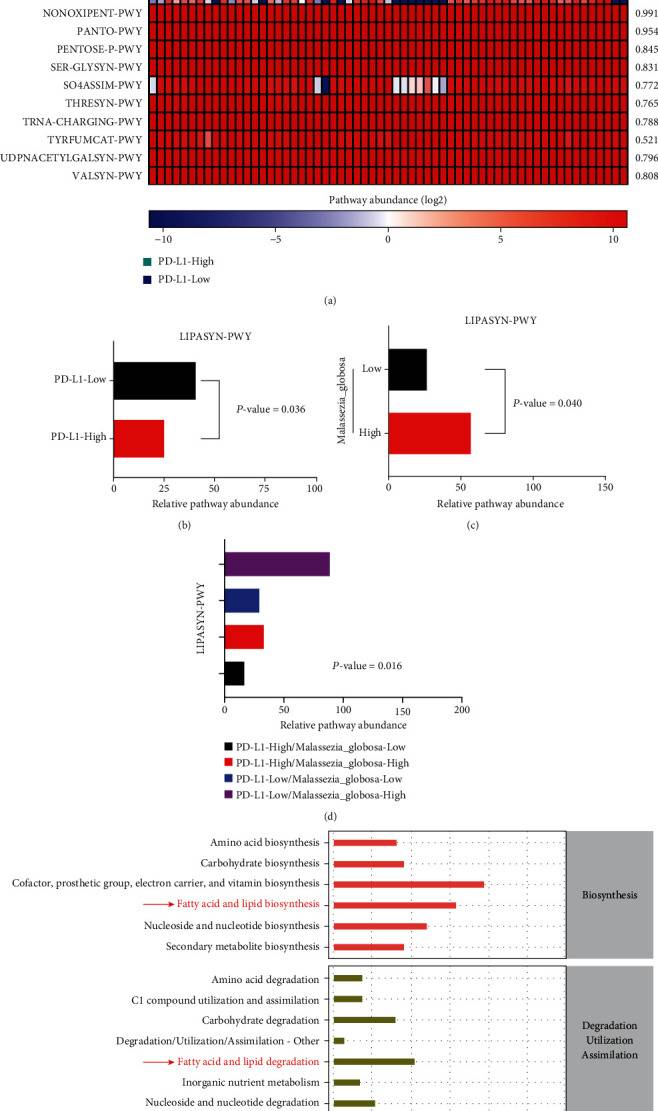 NONOXIPENT-PWY 0.991
PANTO-PWY 0.954
PENTOSE-P-PWY 0.845
SER-GLYSYN-PWY 0.831
SO4ASSIM-PWY 0.772
THRESYN-PWY 0.765
TRNA-CHARGING-PWY 0.788
TYRFUMCAT-PWY 0.521
UDPNACETYLGALSYN-PWY 0.796
VALSYN-PWY 0.808
Pathway abundance (log2)
−10 −5 0 5 10
PD-L1-High
PD-L1-Low
(a)
LIPASYN-PWY
PD-L1-Low
PD-L1-High
P-value = 0.036
0 25 50 75 100
Relative pathway abundance
(b)
LIPASYN-PWY
Malassezia_globosa
Low
High
P-value = 0.040
0 50 100 150
Relative pathway abundance
(c)
LIPASYN-PWY
P-value = 0.016
0 50 100 150 200
Relative pathway abundance
PD-L1-High/Malassezia_globosa-Low
PD-L1-High/Malassezia_globosa-High
PD-L1-Low/Malassezia_globosa-Low
PD-L1-Low/Malassezia_globosa-High
(d)
Amino acid biosynthesis
Carbohydrate biosynthesis
Cofactor, prosthetic group, electron carrier, and vitamin biosynthesis
Fatty acid and lipid biosynthesis
Nucleoside and nucleotide biosynthesis
Secondary metabolite biosynthesis
Biosynthesis
Amino acid degradation
C1 compound utilization and assimilation
Carbohydrate degradation
Degradation/Utilization/Assimilation - Other
Fatty acid and lipid degradation
Inorganic nutrient metabolism
Nucleoside and nucleotide degradation
Degradation
Utilization
Assimilation